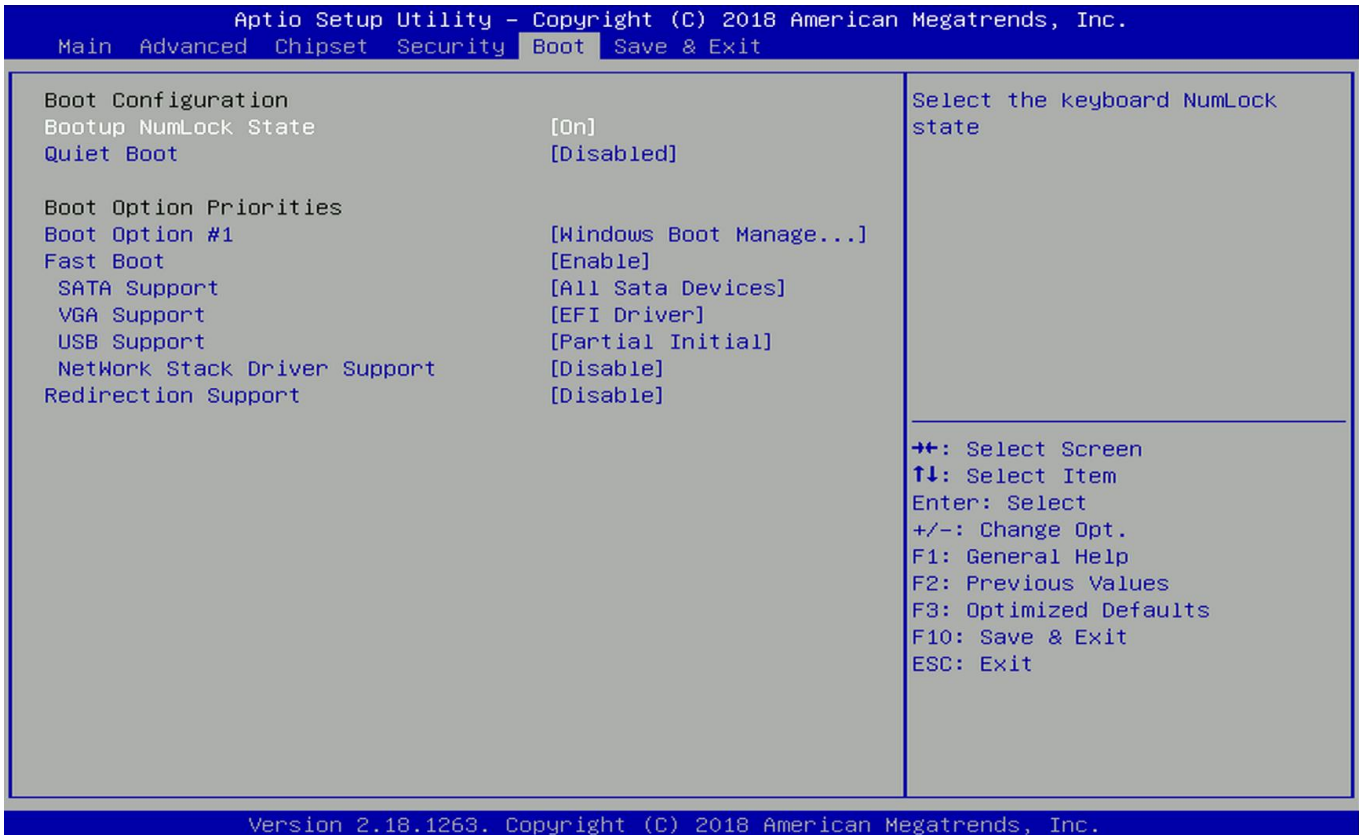 Aptio Setup Utility – Copyright (C) 2018 American Megatrends, Inc.
Main Advanced Chipset Security Boot Save & Exit
Boot Configuration
Bootup NumLock State [On]
Quiet Boot [Disabled]
Boot Option Priorities
Boot Option #1 [Windows Boot Manage...]
Fast Boot [Enable]
SATA Support [All Sata Devices]
VGA Support [EFI Driver]
USB Support [Partial Initial]
NetWork Stack Driver Support [Disable]
Redirection Support [Disable]
Select the keyboard NumLock
state
→←: Select Screen
↑↓: Select Item
Enter: Select
+/-: Change Opt.
F1: General Help
F2: Previous Values
F3: Optimized Defaults
F10: Save & Exit
ESC: Exit
Version 2.18.1263. Copyright (C) 2018 American Megatrends, Inc.